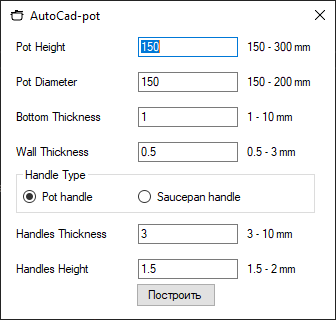 AutoCad-pot
Pot Height 150 150 - 300 mm
Pot Diameter 150 150 - 200 mm
Bottom Thickness 1 1 - 10 mm
Wall Thickness 0.5 0.5 - 3 mm
Handle Type
Pot handle Saucepan handle
Handles Thickness 3 3 - 10 mm
Handles Height 1.5 1.5 - 2 mm
Построить